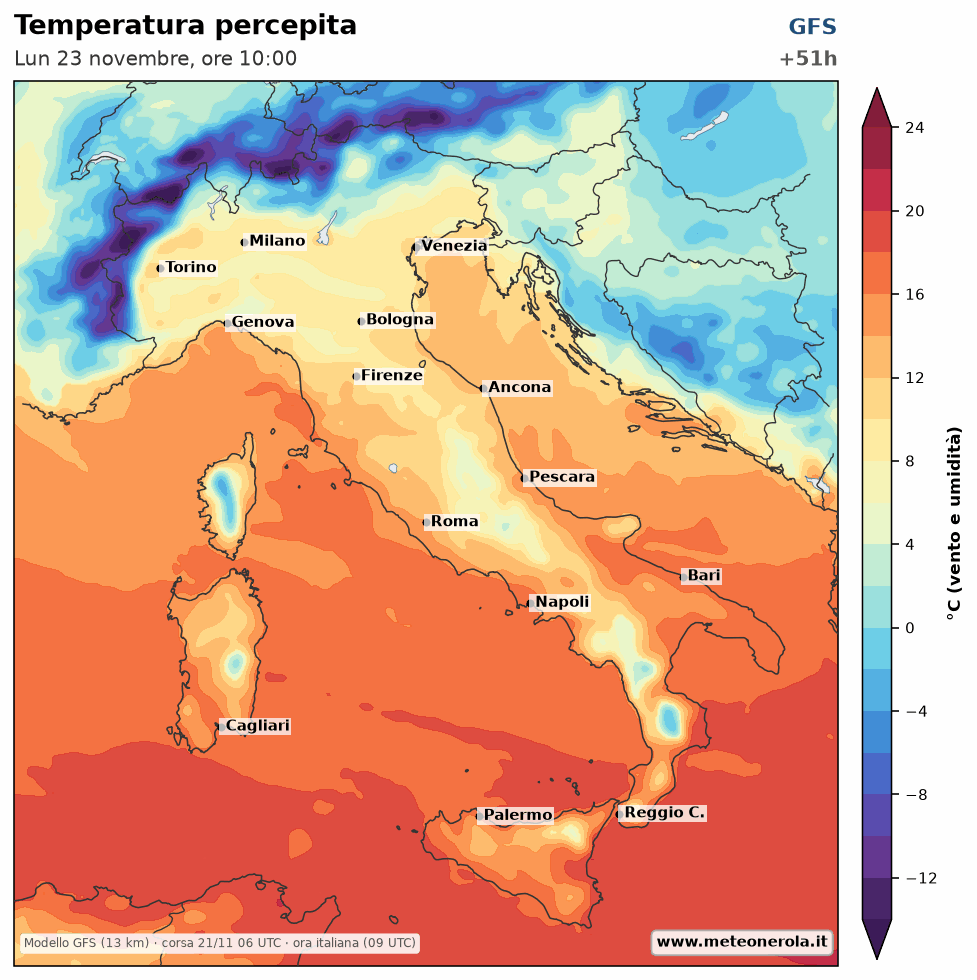 Temperatura percepita
GFS
Lun 23 novembre, ore 10:00
+51h
Milano
Venezia
Torino
Genova
Bologna
Firenze
Ancona
Pescara
Roma
Bari
Napoli
Cagliari
Palermo
Reggio C.
24
20
16
12
8
4
0
−4
−8
−12
°C (vento e umidità)
Modello GFS (13 km) · corsa 21/11 06 UTC · ora italiana (09 UTC)
www.meteonerola.it